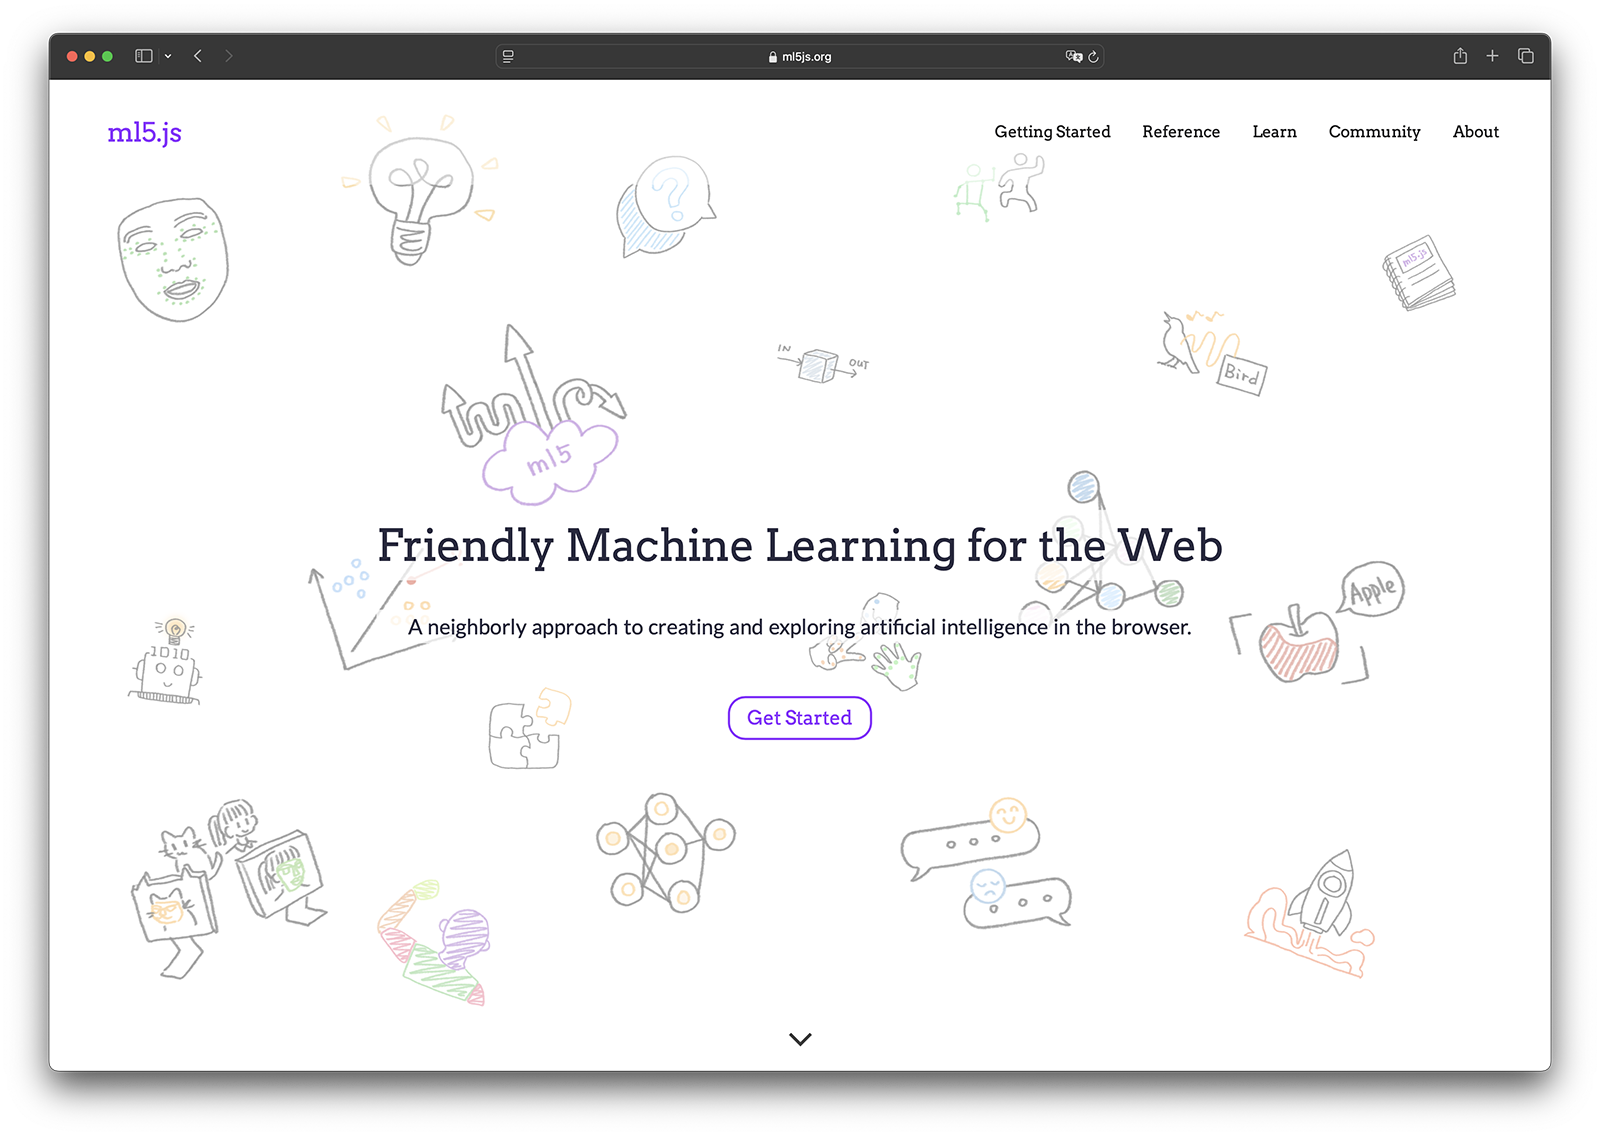 ml5js.org
ml5.js
Getting Started Reference Learn Community About
ml5.js
IN
OUT
Bird
ml5
Friendly Machine Learning for the Web
Apple
A neighborly approach to creating and exploring artificial intelligence in the browser.
1010
Get Started